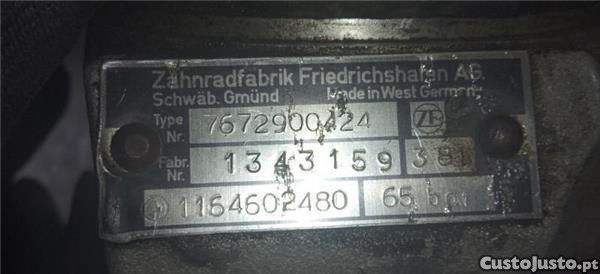 Zahnradfabrik Friedrichshafen AG.
Schwäb. Gmünd Made in West Germany
Type Nr. 7672900424 ZF
Fabr. Nr. 1343159 381
1164602480 65 bar
CustoJusto.pt